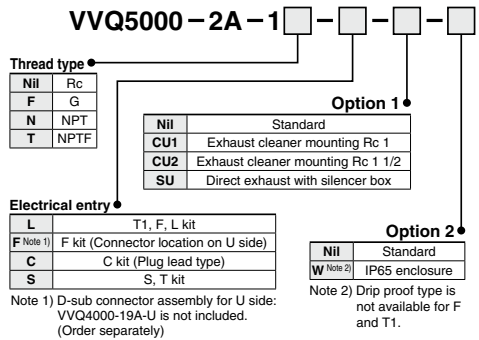 VVQ5000-2A-1□-□-□-□
Thread type
Nil Rc
F G
N NPT
T NPTF
Option 1
Nil Standard
CU1 Exhaust cleaner mounting Rc 1
CU2 Exhaust cleaner mounting Rc 1 1/2
SU Direct exhaust with silencer box
Electrical entry
L T1, F, L kit
F Note 1) F kit (Connector location on U side)
C C kit (Plug lead type)
S S, T kit
Note 1) D-sub connector assembly for U side:
VVQ4000-19A-U is not included.
(Order separately)
Option 2
Nil Standard
W Note 2) IP65 enclosure
Note 2) Drip proof type is
not available for F
and T1.